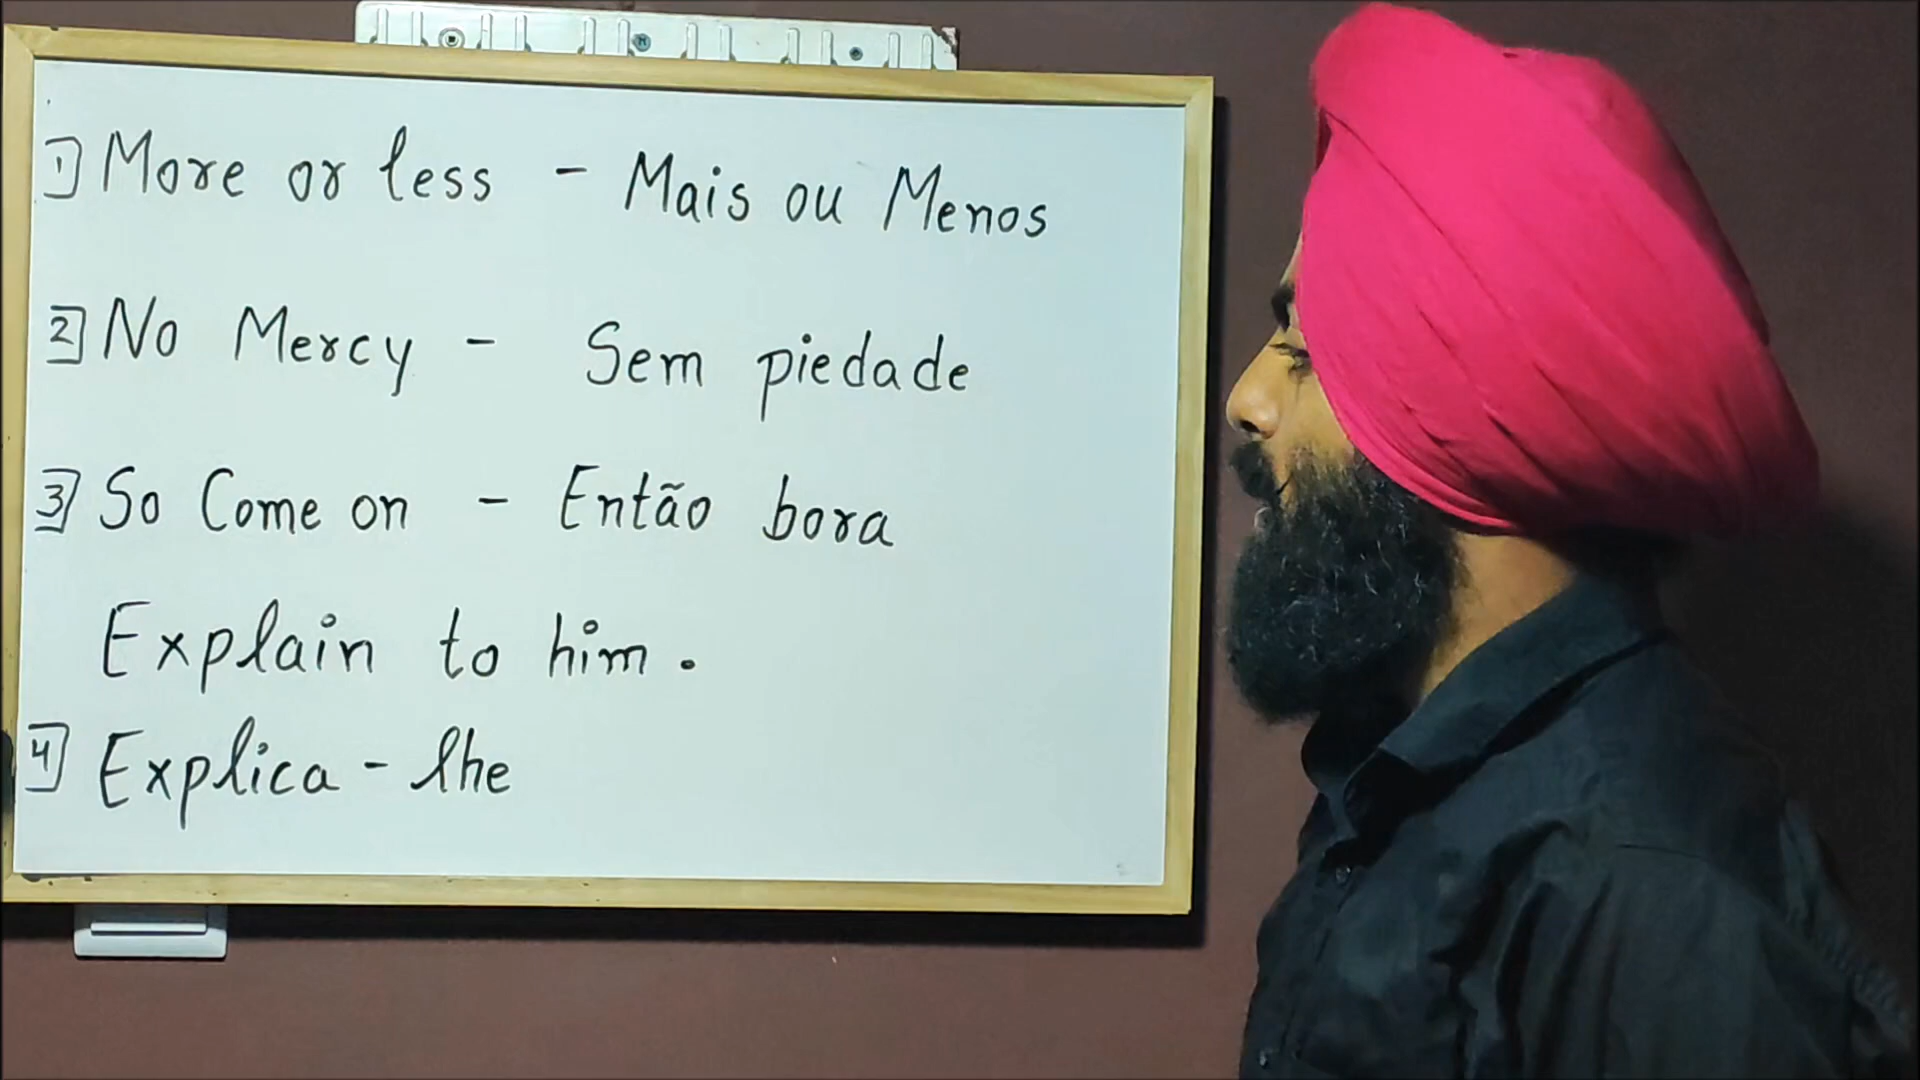 1] More or less - Mais ou Menos
2] No Mercy - Sem piedade
3] So Come on - Então bora
Explain to him.
4] Explica-lhe